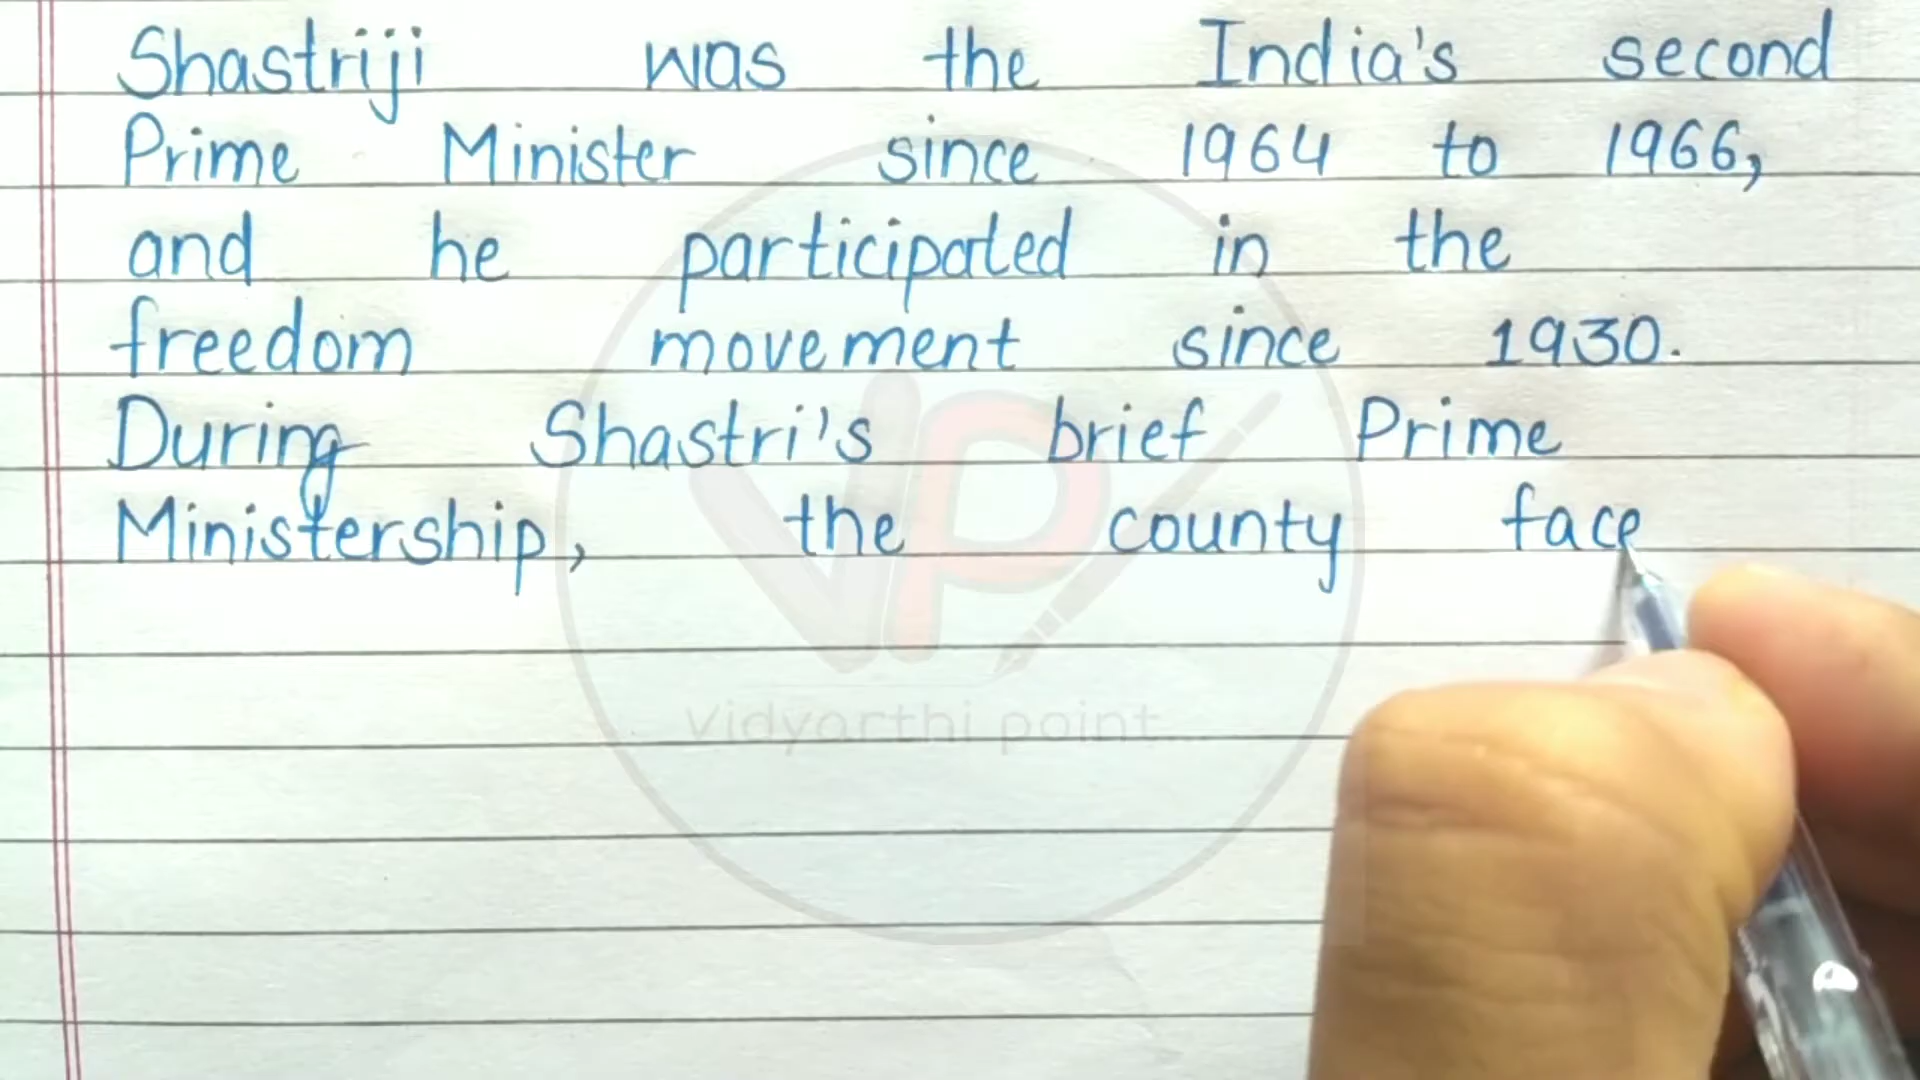 Shastriji was the India's second
Prime Minister since 1964 to 1966,
and he participated in the
freedom movement since 1930.
During Shastri's brief Prime
Ministership, the county face
VP
Vidyarthi point...